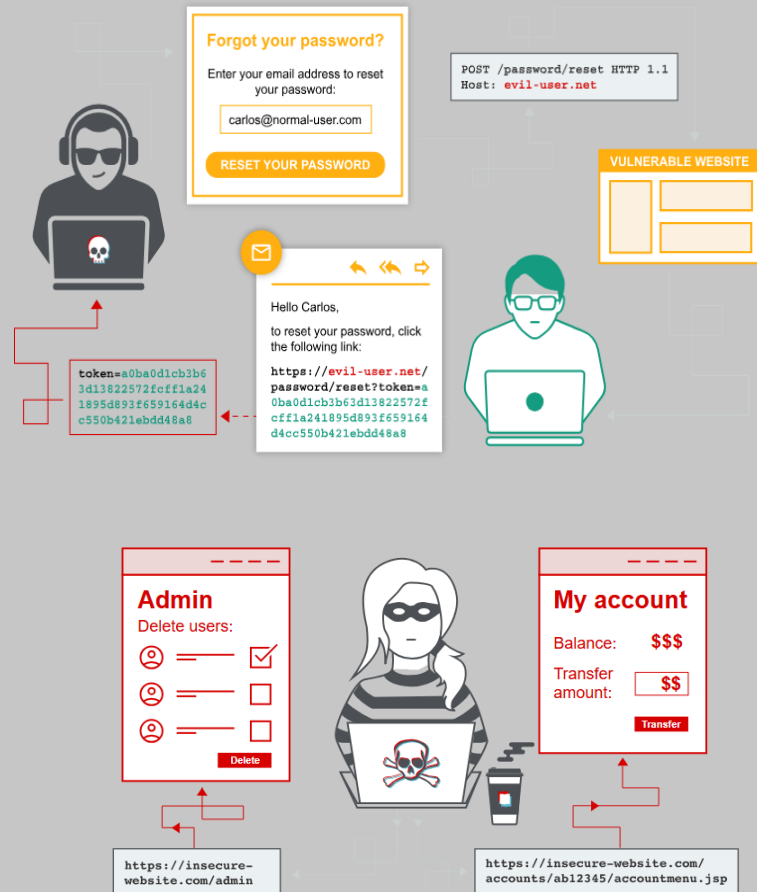 Forgot your password?
Enter your email address to reset
your password:
carlos@normal-user.com
RESET YOUR PASSWORD
POST /password/reset HTTP 1.1
Host: evil-user.net
VULNERABLE WEBSITE
Hello Carlos,
to reset your password, click
the following link:
https://evil-user.net/
password/reset?token=a
0ba0d1cb3b63d13822572f
cff1a241895d893f659164
d4cc550b421ebdd48a8
token=a0ba0d1cb3b6
3d13822572fcff1a24
1895d893f659164d4c
c550b421ebdd48a8
Admin
Delete users:
Delete
https://insecure-
website.com/admin
My account
Balance: $$$
Transfer
amount: $$
Transfer
https://insecure-website.com/
accounts/ab12345/accountmenu.jsp